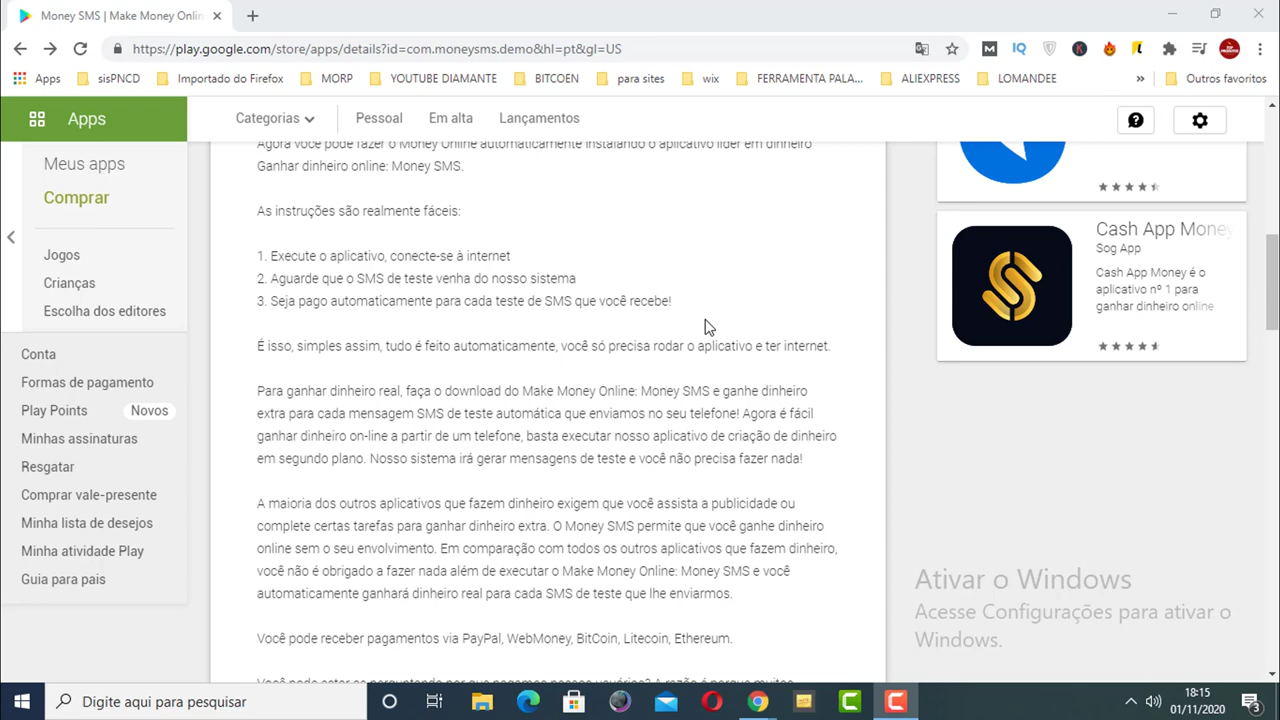 Money SMS | Make Money Onlin
https://play.google.com/store/apps/details?id=com.moneysms.demo&hl=pt&gl=US
Apps
sisPNCD
Importado do Firefox
MORP
YOUTUBE DIAMANTE
BITCOEN
para sites
wix
FERRAMENTA PALA...
ALIEXPRESS
LOMANDEE
»
Outros favoritos
Apps
Categorias
Pessoal
Em alta
Lançamentos
Meus apps
Comprar
Jogos
Crianças
Escolha dos editores
Conta
Formas de pagamento
Play Points Novos
Minhas assinaturas
Resgatar
Comprar vale-presente
Minha lista de desejos
Minha atividade Play
Guia para pais
Agora você pode fazer o Money Online automaticamente instalando o aplicativo líder em dinheiro
Ganhar dinheiro online: Money SMS.
As instruções são realmente fáceis:
1. Execute o aplicativo, conecte-se à internet
2. Aguarde que o SMS de teste venha do nosso sistema
3. Seja pago automaticamente para cada teste de SMS que você recebe!
É isso, simples assim, tudo é feito automaticamente, você só precisa rodar o aplicativo e ter internet.
Para ganhar dinheiro real, faça o download do Make Money Online: Money SMS e ganhe dinheiro
extra para cada mensagem SMS de teste automática que enviamos no seu telefone! Agora é fácil
ganhar dinheiro on-line a partir de um telefone, basta executar nosso aplicativo de criação de dinheiro
em segundo plano. Nosso sistema irá gerar mensagens de teste e você não precisa fazer nada!
A maioria dos outros aplicativos que fazem dinheiro exigem que você assista a publicidade ou
complete certas tarefas para ganhar dinheiro extra. O Money SMS permite que você ganhe dinheiro
online sem o seu envolvimento. Em comparação com todos os outros aplicativos que fazem dinheiro,
você não é obrigado a fazer nada além de executar o Make Money Online: Money SMS e você
automaticamente ganhará dinheiro real para cada SMS de teste que lhe enviarmos.
Você pode receber pagamentos via PayPal, WebMoney, BitCoin, Litecoin, Ethereum.
Cash App Money
Sog App
Cash App Money é o
aplicativo nº 1 para
ganhar dinheiro online
Ativar o Windows
Acesse Configurações para ativar o
Windows.
Digite aqui para pesquisar
18:15
01/11/2020
3